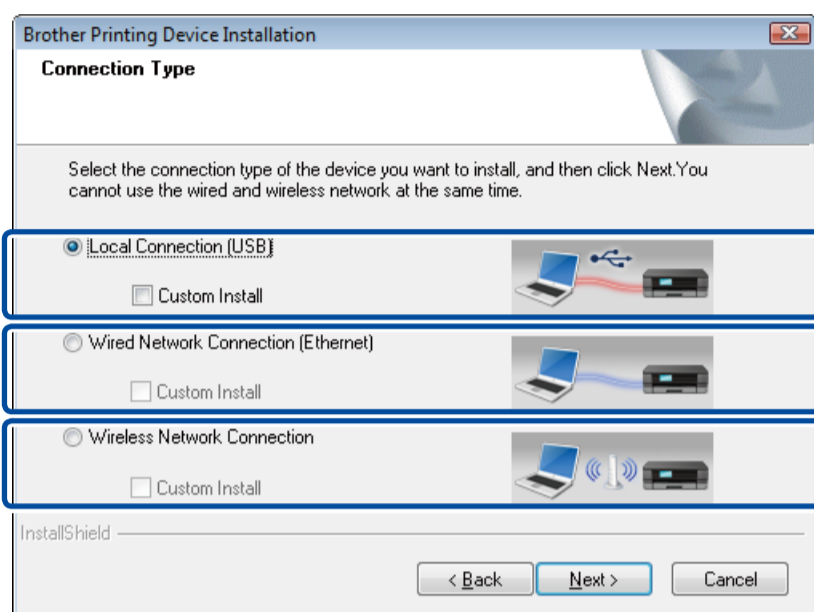 Brother Printing Device Installation
Connection Type
Select the connection type of the device you want to install, and then click Next.You
cannot use the wired and wireless network at the same time.
Local Connection (USB)
Custom Install
Wired Network Connection (Ethernet)
Custom Install
Wireless Network Connection
Custom Install
InstallShield
< Back Next > Cancel